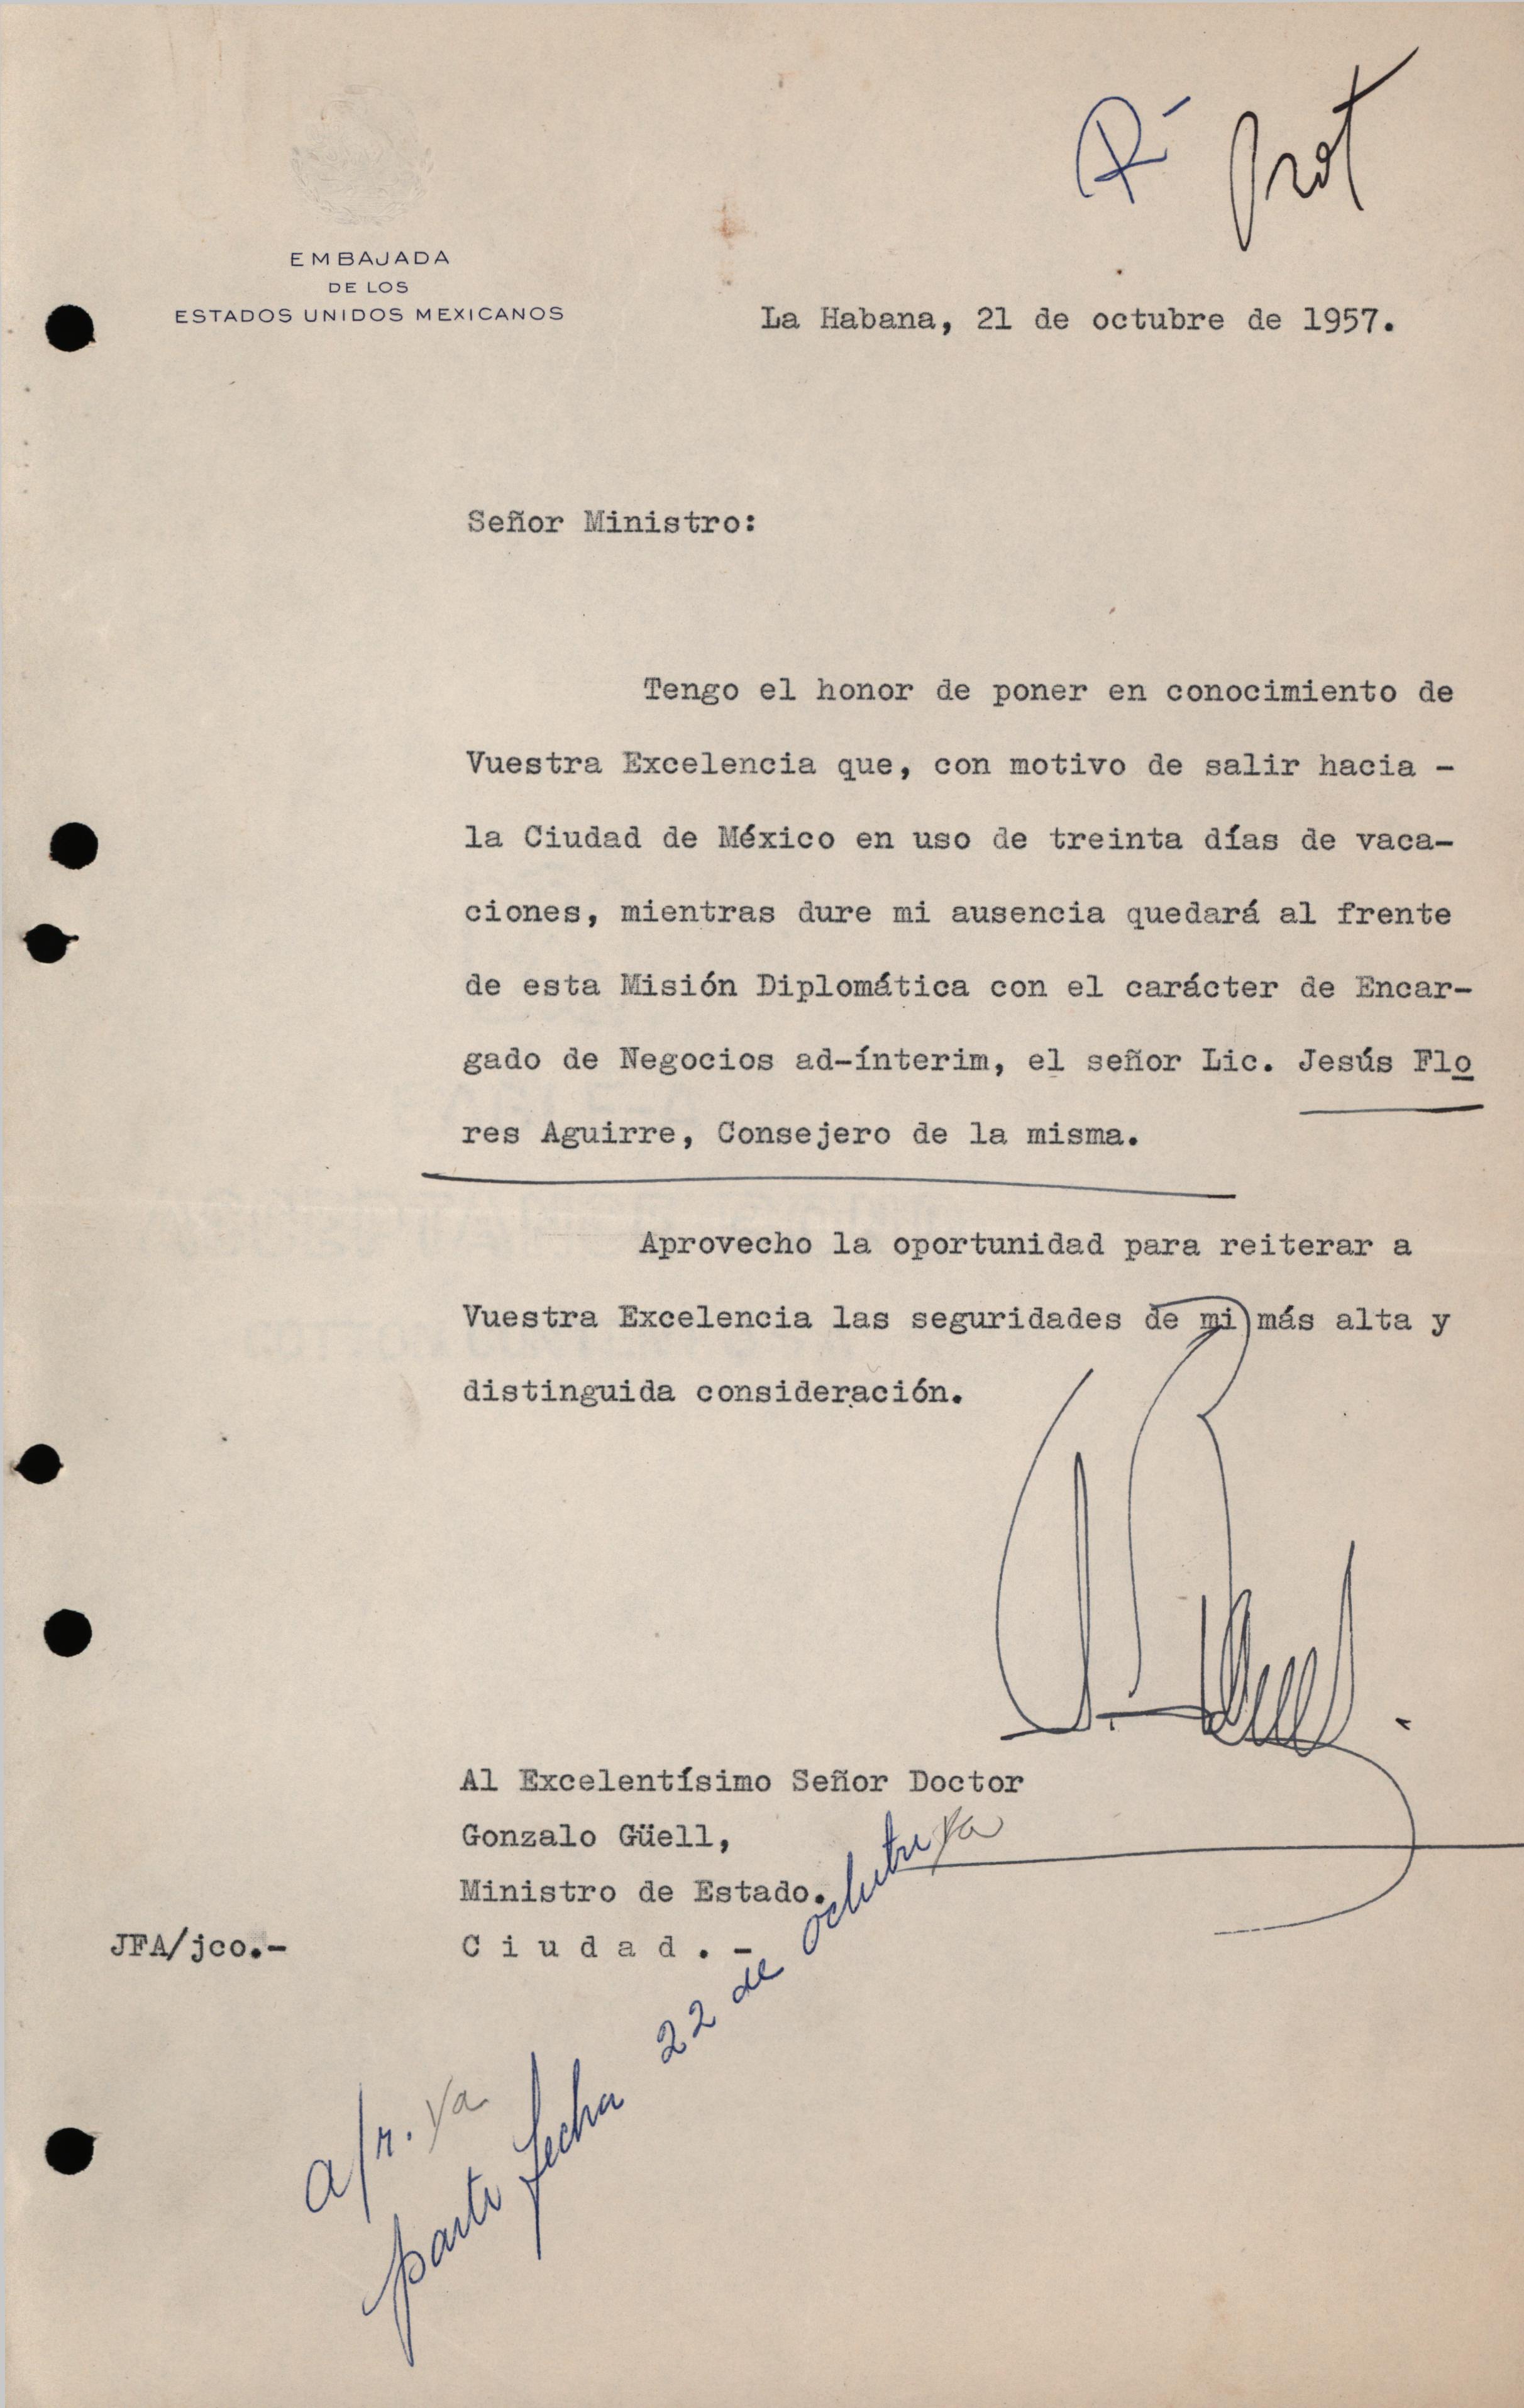 Prot
EMBAJADA
DE LOS
ESTADOS UNIDOS MEXICANOS
La Habana, 21 de octubre de 1957.
Señor Ministro:
Tengo el honor de poner en conocimiento de
Vuestra Excelencia que, con motivo de salir hacia -
la Ciudad de México en uso de treinta días de vaca-
ciones, mientras dure mi ausencia quedará al frente
de esta Misión Diplomática con el carácter de Encar-
gado de Negocios ad-ínterim, el señor Lic. Jesús Flo
res Aguirre, Consejero de la misma.
Aprovecho la oportunidad para reiterar a
Vuestra Excelencia las seguridades de mi más alta y
distinguida consideración.
Al Excelentísimo Señor Doctor
Gonzalo Güell,
Ministro de Estado.
JFA/jco.-
C i u d a d . -
a/r. ya
parte fecha 22 de octubre ya